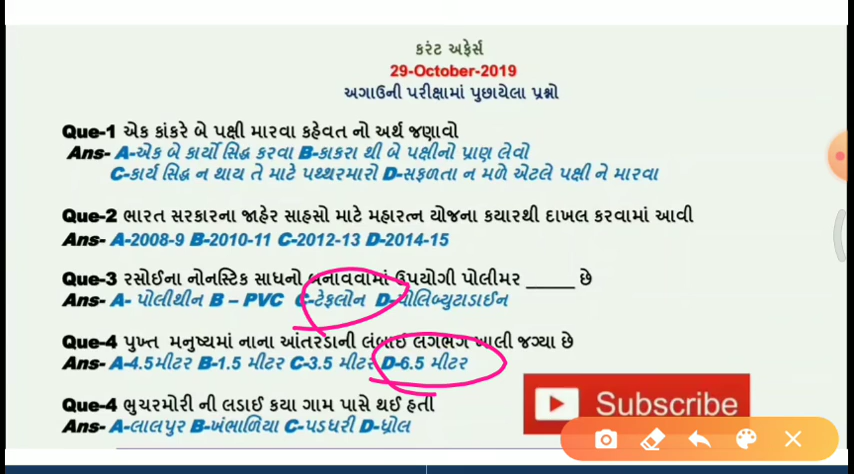 કરંટ અફેર્સ
29-October-2019
અગાઉની પરીક્ષામાં પુછાયેલા પ્રશ્નો
Que-1 એક કાંકરે બે પક્ષી મારવા કહેવત નો અર્થ જણાવો
Ans- A-એક બે કાર્યો સિદ્ધ કરવા B-કાકરા થી બે પક્ષીનો પ્રાણ લેવો
C-કાર્ય સિદ્ધ ન થાય તે માટે પથ્થરમારો D-સફળતા ન મળે એટલે પક્ષી ને મારવા
Que-2 ભારત સરકારના જાહેર સાહસો માટે મહારત્ન યોજના કયારથી દાખલ કરવામાં આવી
Ans- A-2008-9 B-2010-11 C-2012-13 D-2014-15
Que-3 રસોઈના નોનસ્ટિક સાધનો બનાવવામાં ઉપયોગી પોલીમર _____ છે
Ans- A- પોલીથીન B – PVC C-ટેફલોન D-પોલિબ્યુટાડાઈન
Que-4 પુખ્ત મનુષ્યમાં નાના આંતરડાની લંબાઈ લગભગ ખાલી જગ્યા છે
Ans- A-4.5મીટર B-1.5 મીટર C-3.5 મીટર D-6.5 મીટર
Que-4 ભુચરમોરી ની લડાઈ કયા ગામ પાસે થઈ હતી
Ans- A-લાલપુર B-ખંભાળિયા C-પડધરી D-ધ્રોલ
Subscribe